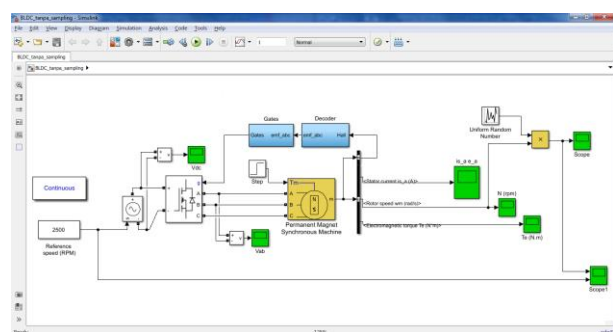 BLDC_tanpa_sampling - Simulink
File Edit View Display Diagram Simulation Analysis Code Tools Help
1
Normal
BLDC_tanpa_sampling
BLDC_tanpa_sampling
Gates
Decoder
Gates emf_abc
emf_abc Hall
Uniform Random
Number
Scope
Vdc
Step
is_a e_a
<Stator current is_a (A)>
Continuous
Tm
A
B
C
N
S
m
<Rotor speed wm (rad/s)>
N (rpm)
Permanent Magnet
Synchronous Machine
<Electromagnetic torque Te (N*m)>
Te (N.m)
2500
Reference
speed (RPM)
Vab
Scope1